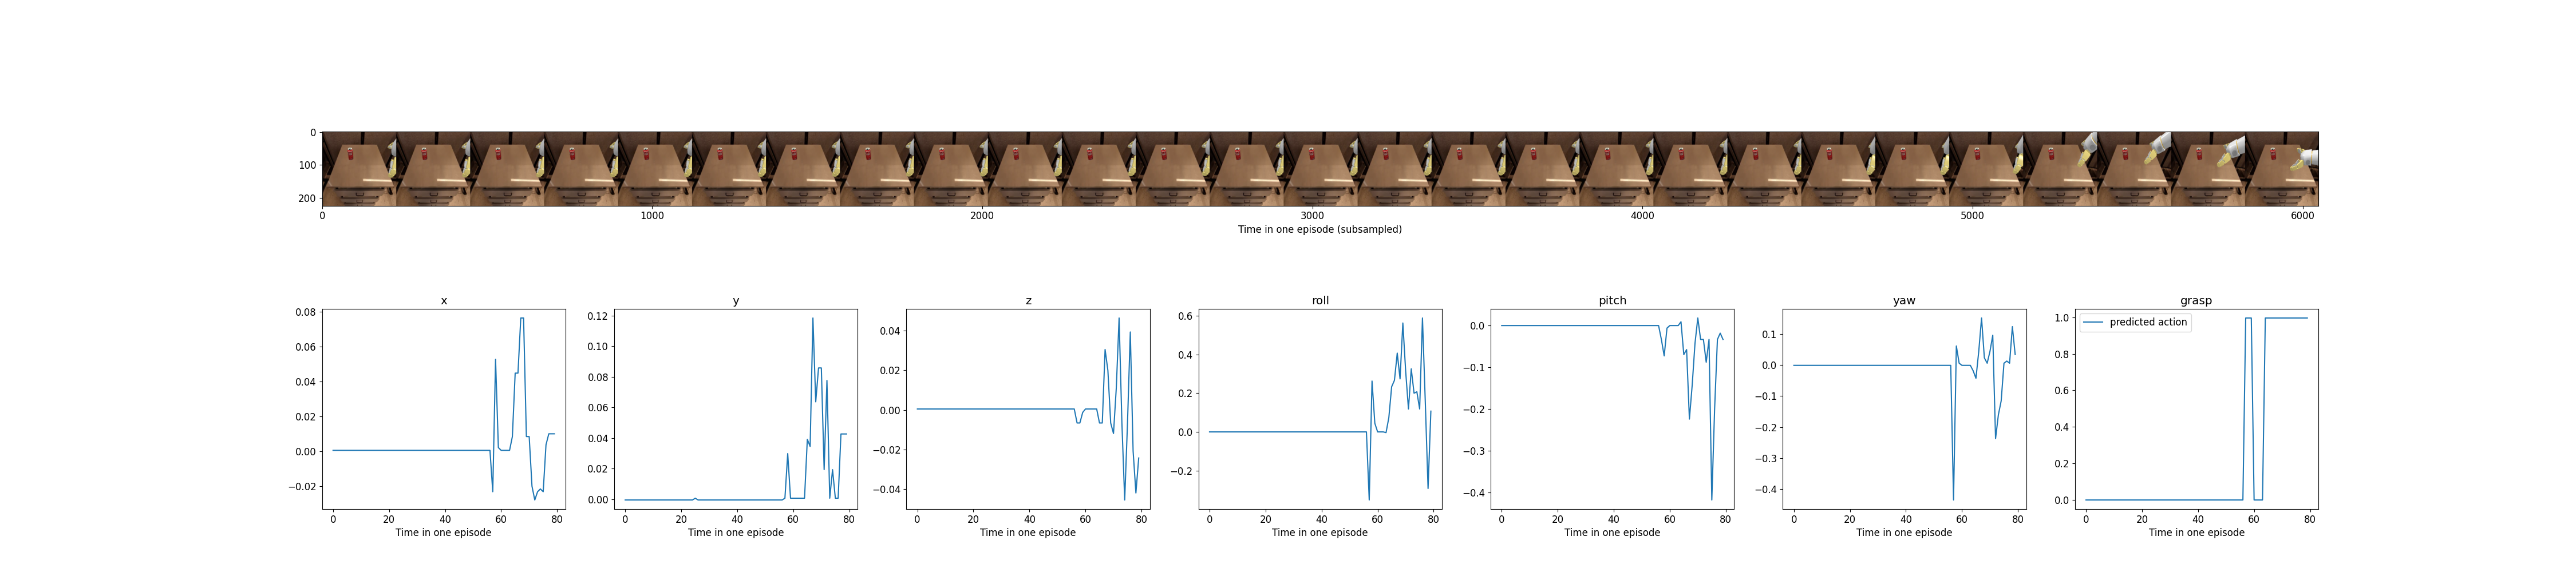 0
100
200
0 1000 2000 3000 4000 5000 6000
Time in one episode (subsampled)
x
0.08
0.06
0.04
0.02
0.00
−0.02
0 20 40 60 80
Time in one episode
y
0.12
0.10
0.08
0.06
0.04
0.02
0.00
0 20 40 60 80
Time in one episode
z
0.04
0.02
0.00
−0.02
−0.04
0 20 40 60 80
Time in one episode
roll
0.6
0.4
0.2
0.0
−0.2
0 20 40 60 80
Time in one episode
pitch
0.0
−0.1
−0.2
−0.3
−0.4
0 20 40 60 80
Time in one episode
yaw
0.1
0.0
−0.1
−0.2
−0.3
−0.4
0 20 40 60 80
Time in one episode
grasp
predicted action
1.0
0.8
0.6
0.4
0.2
0.0
0 20 40 60 80
Time in one episode